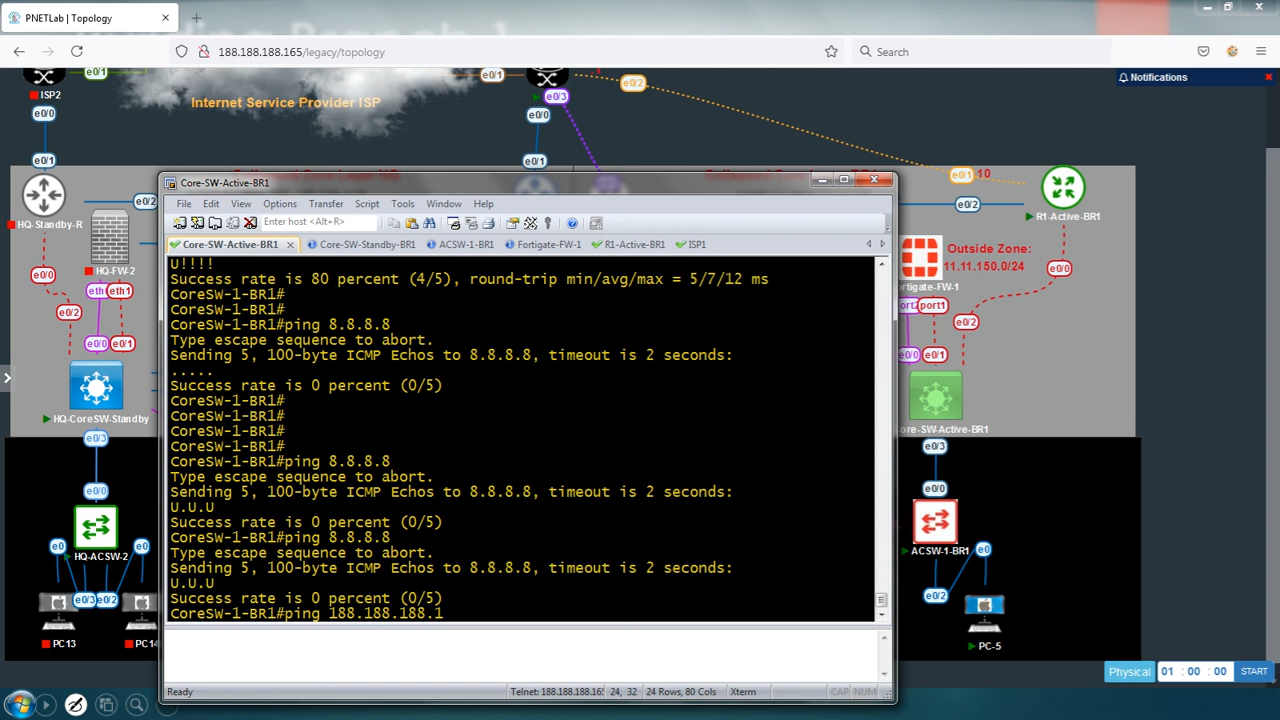 PNETLab | Topology
188.188.188.165/legacy/topology
Search
Notifications
e0/1
ISP2
e0/0
Internet Service Provider ISP
e0/1
e0/2
e0/3
e0/0
e0/1
e0/1
e0/1
10
e0/2
e0/2
R1-Active-BR1
HQ-Standby-R
HQ-FW-2
Outside Zone:
11.11.150.0/24
e0/0
e0/0
e0/2
eth1
port1
e0/2
e0/0
e0/1
e0/0
e0/1
HQ-CoreSW-Standby
e0/3
e0/3
e0/0
e0/0
HQ-ACSW-2
ACSW-1-BR1
e0
e0
e0
e0/3
e0/2
e0/2
PC13
PC-5
Core-SW-Active-BR1
File Edit View Options Transfer Script Tools Window Help
Enter host <Alt+R>
Core-SW-Active-BR1
Core-SW-Standby-BR1
ACSW-1-BR1
Fortigate-FW-1
R1-Active-BR1
ISP1
U!!!!
Success rate is 80 percent (4/5), round-trip min/avg/max = 5/7/12 ms
CoreSW-1-BR1#
CoreSW-1-BR1#
CoreSW-1-BR1#ping 8.8.8.8
Type escape sequence to abort.
Sending 5, 100-byte ICMP Echos to 8.8.8.8, timeout is 2 seconds:
.....
Success rate is 0 percent (0/5)
CoreSW-1-BR1#
CoreSW-1-BR1#
CoreSW-1-BR1#
CoreSW-1-BR1#
CoreSW-1-BR1#ping 8.8.8.8
Type escape sequence to abort.
Sending 5, 100-byte ICMP Echos to 8.8.8.8, timeout is 2 seconds:
U.U.U
Success rate is 0 percent (0/5)
CoreSW-1-BR1#ping 8.8.8.8
Type escape sequence to abort.
Sending 5, 100-byte ICMP Echos to 8.8.8.8, timeout is 2 seconds:
U.U.U
Success rate is 0 percent (0/5)
CoreSW-1-BR1#ping 188.188.188.1
Ready
Telnet: 188.188.188.16
24, 32
24 Rows, 80 Cols
Xterm
CAP NUM
Physical
01 : 00 : 00
START